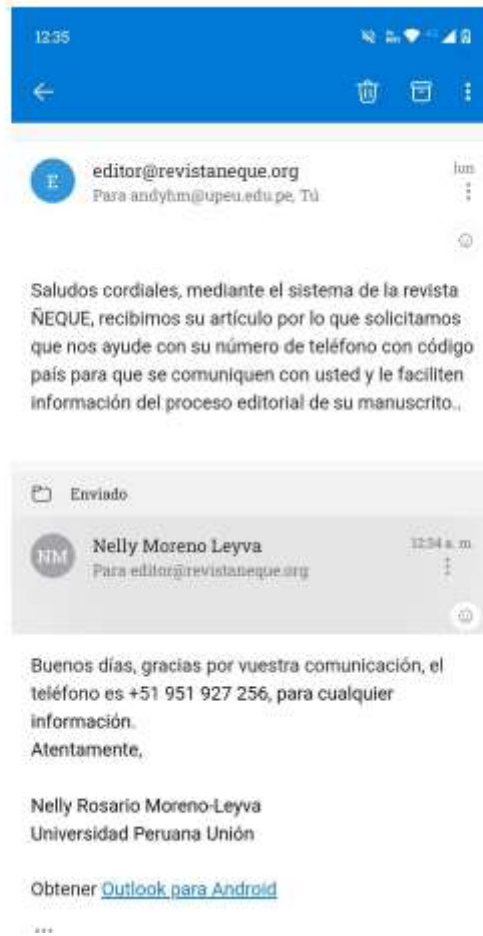 12:35
E
editor@revistaneque.org
lun
Para andyhm@upeu.edu.pe, Tú
Saludos cordiales, mediante el sistema de la revista
ÑEQUE, recibimos su artículo por lo que solicitamos
que nos ayude con su número de teléfono con código
país para que se comuniquen con usted y le faciliten
información del proceso editorial de su manuscrito..
Enviado
NM
Nelly Moreno Leyva
12:34 a. m.
Para editor@revistaneque.org
Buenos días, gracias por vuestra comunicación, el
teléfono es +51 951 927 256, para cualquier
información.
Atentamente,
Nelly Rosario Moreno-Leyva
Universidad Peruana Unión
Obtener Outlook para Android